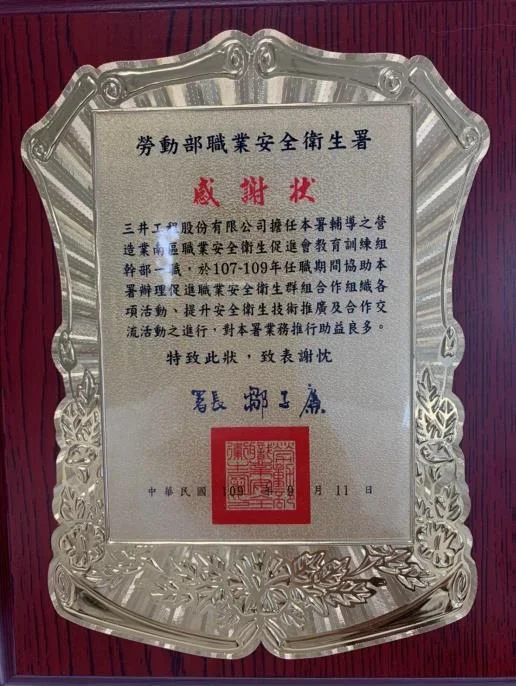 勞動部職業安全衛生署
感謝狀
三井工程股份有限公司擔任本署輔導之營
造業南區職業安全衛生促進會教育訓練組
幹部一職，於107-109年任職期間協助本
署辦理促進職業安全衛生群組合作組織各
項活動、提升安全衛生技術推廣及合作交
流活動之進行，對本署業務推行助益良多。
特致此狀，致表謝忱
署長 鄒子廉
中華民國 109 年 9 月 11 日